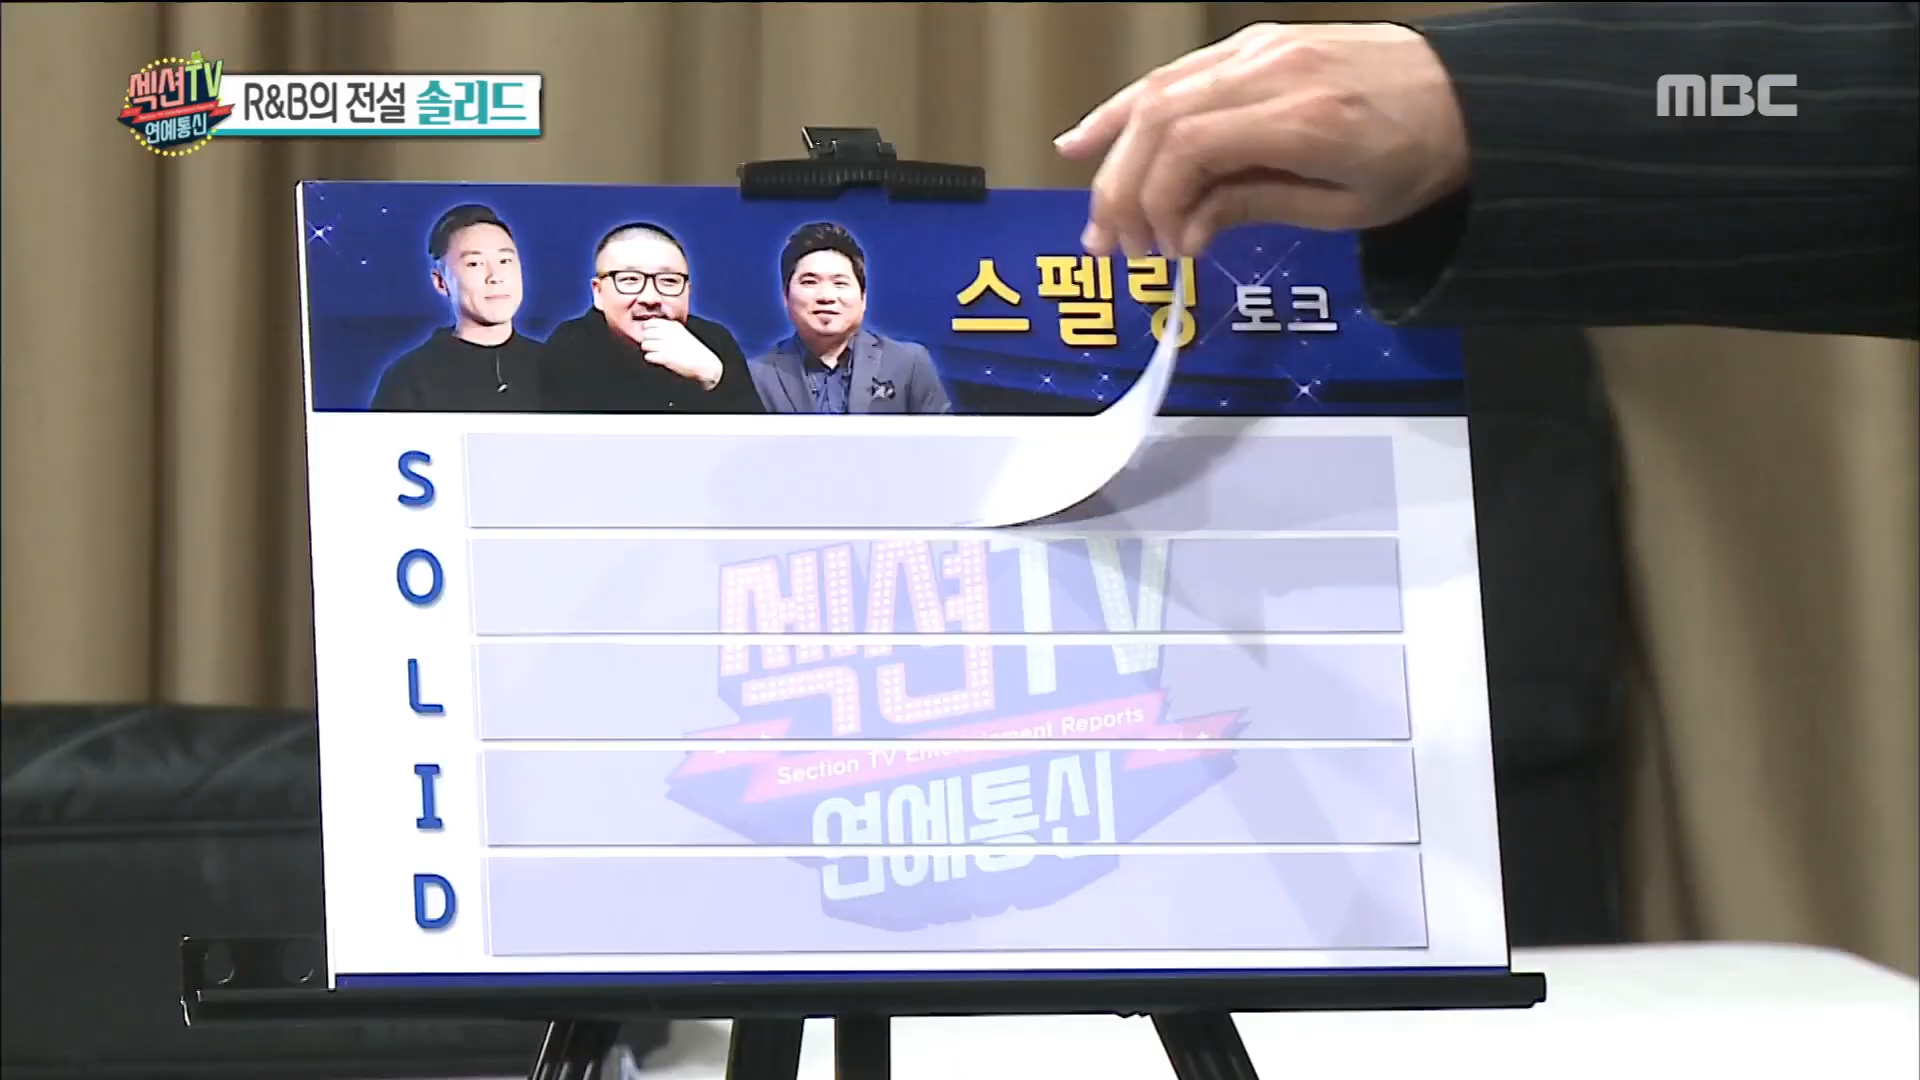 섹션TV
연예통신
R&B의 전설 솔리드
MBC
스펠링 토크
S
O
L
I
D
섹션TV
Section TV Entertainment Reports
연예통신